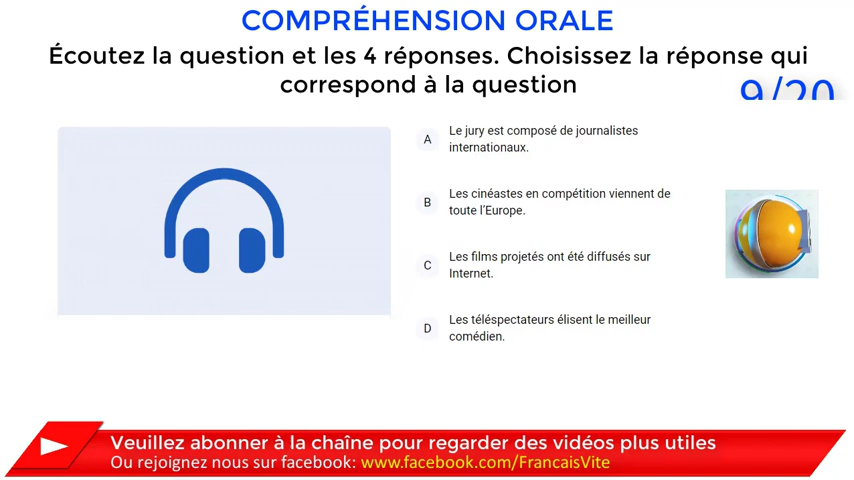 COMPRÉHENSION ORALE
Écoutez la question et les 4 réponses. Choisissez la réponse qui
correspond à la question
9/20
A
Le jury est composé de journalistes
internationaux.
B
Les cinéastes en compétition viennent de
toute l'Europe.
C
Les films projetés ont été diffusés sur
Internet.
D
Les téléspectateurs élisent le meilleur
comédien.
Veuillez abonner à la chaîne pour regarder des vidéos plus utiles
Ou rejoignez nous sur facebook: www.facebook.com/FrancaisVite